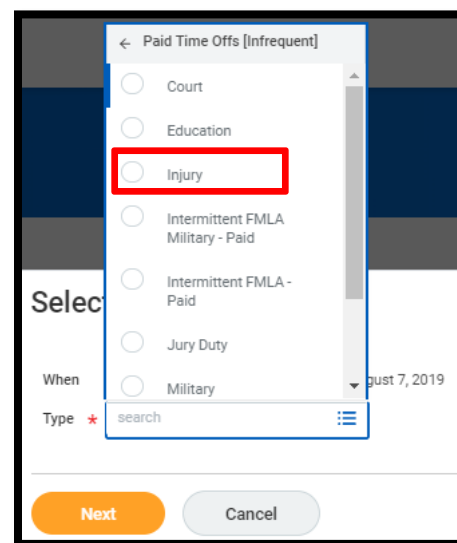 ← Paid Time Offs [Infrequent]
Court
Education
Injury
Intermittent FMLA
Military - Paid
Intermittent FMLA -
Paid
Jury Duty
Military
Selec
When gust 7, 2019
Type * search
Next Cancel